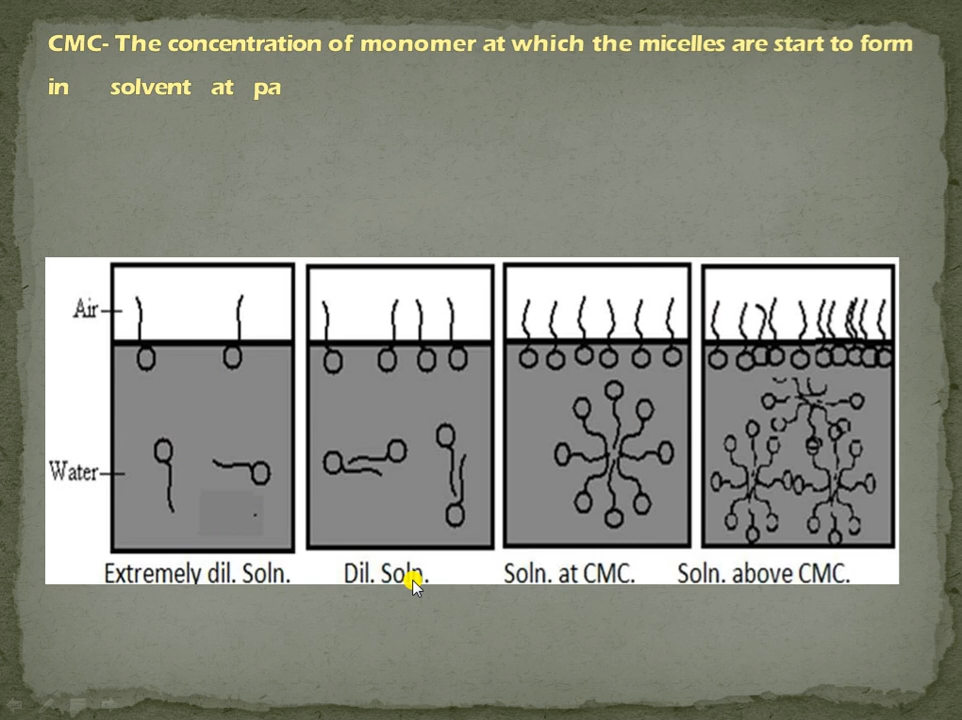 CMC- The concentration of monomer at which the micelles are start to form
in solvent at pa
Air
Water
Extremely dil. Soln. Dil. Soln. Soln. at CMC. Soln. above CMC.